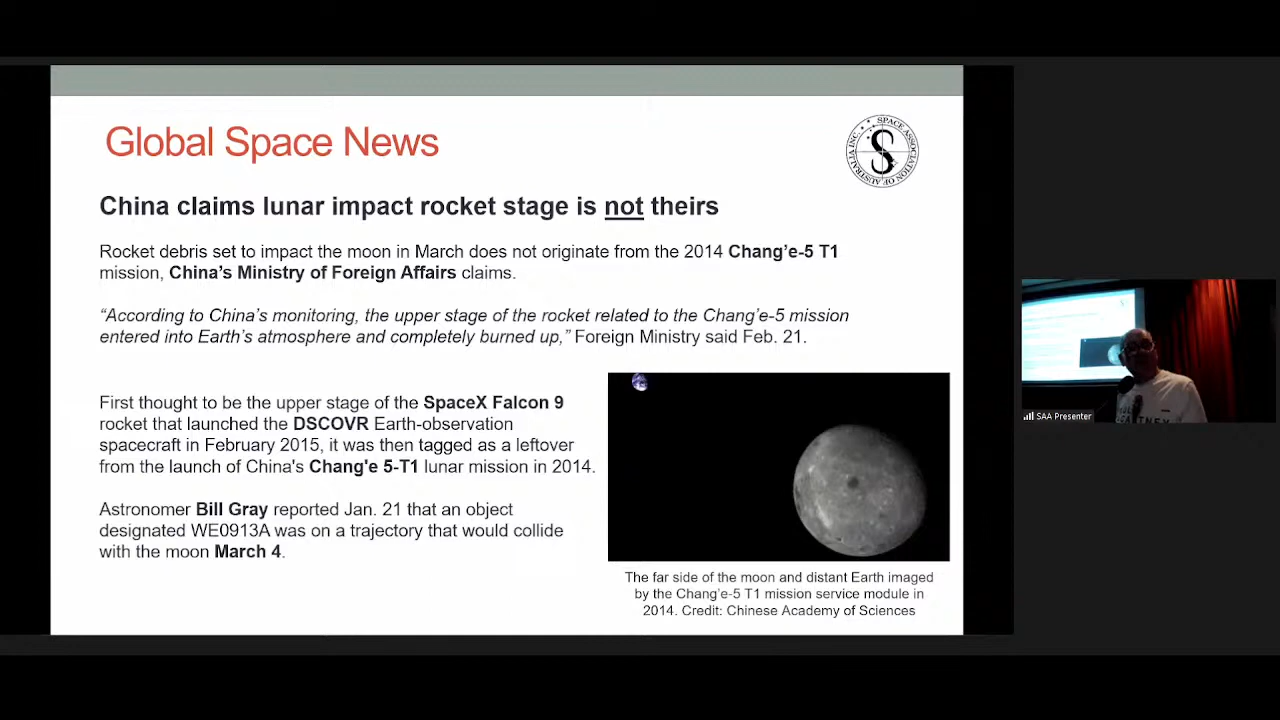 Global Space News
SPACE ASSOCIATION OF AUSTRALIA INC.
S
China claims lunar impact rocket stage is not theirs
Rocket debris set to impact the moon in March does not originate from the 2014 Chang’e-5 T1
mission, China’s Ministry of Foreign Affairs claims.
“According to China’s monitoring, the upper stage of the rocket related to the Chang’e-5 mission
entered into Earth’s atmosphere and completely burned up,” Foreign Ministry said Feb. 21.
First thought to be the upper stage of the SpaceX Falcon 9
rocket that launched the DSCOVR Earth-observation
spacecraft in February 2015, it was then tagged as a leftover
from the launch of China's Chang'e 5-T1 lunar mission in 2014.
Astronomer Bill Gray reported Jan. 21 that an object
designated WE0913A was on a trajectory that would collide
with the moon March 4.
The far side of the moon and distant Earth imaged
by the Chang’e-5 T1 mission service module in
2014. Credit: Chinese Academy of Sciences
SAA Presenter